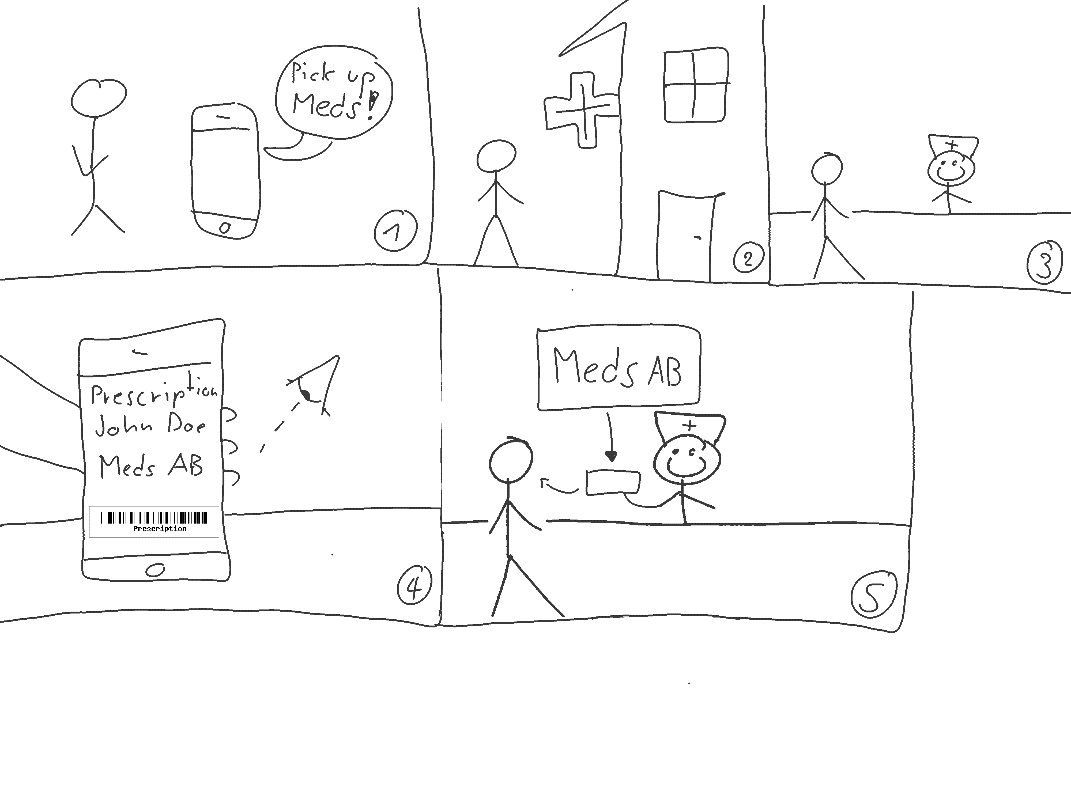 Pick up
Meds!
1
2
3
Prescription
John Doe
Meds AB
Prescription
4
Meds AB
5